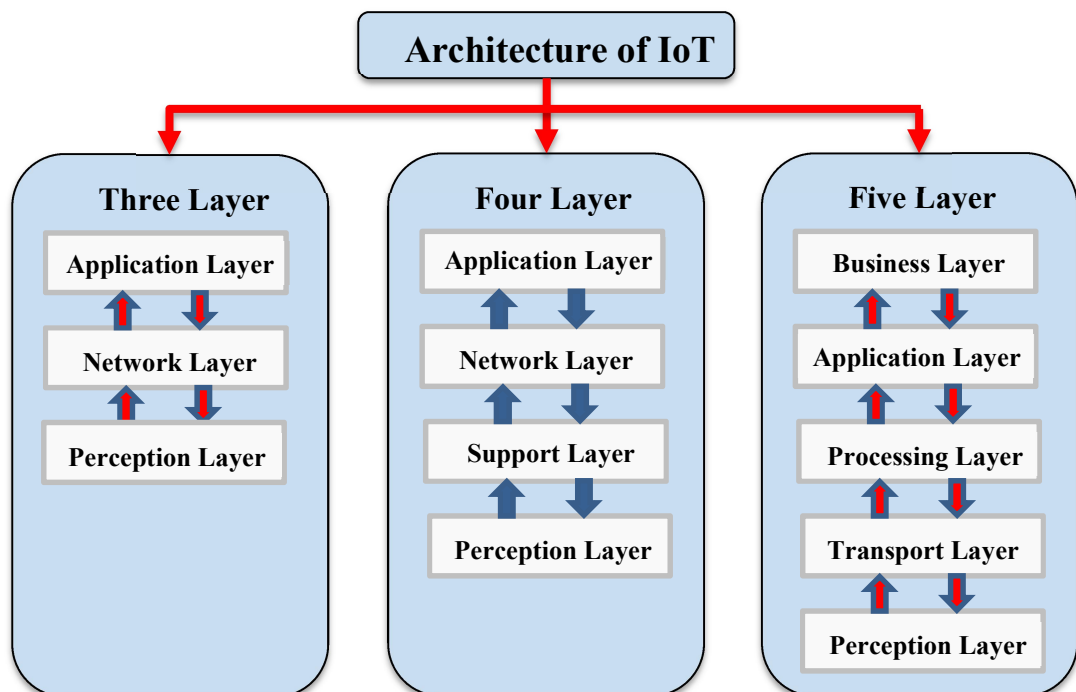 Architecture of IoT
Three Layer
Application Layer
Network Layer
Perception Layer
Four Layer
Application Layer
Network Layer
Support Layer
Perception Layer
Five Layer
Business Layer
Application Layer
Processing Layer
Transport Layer
Perception Layer